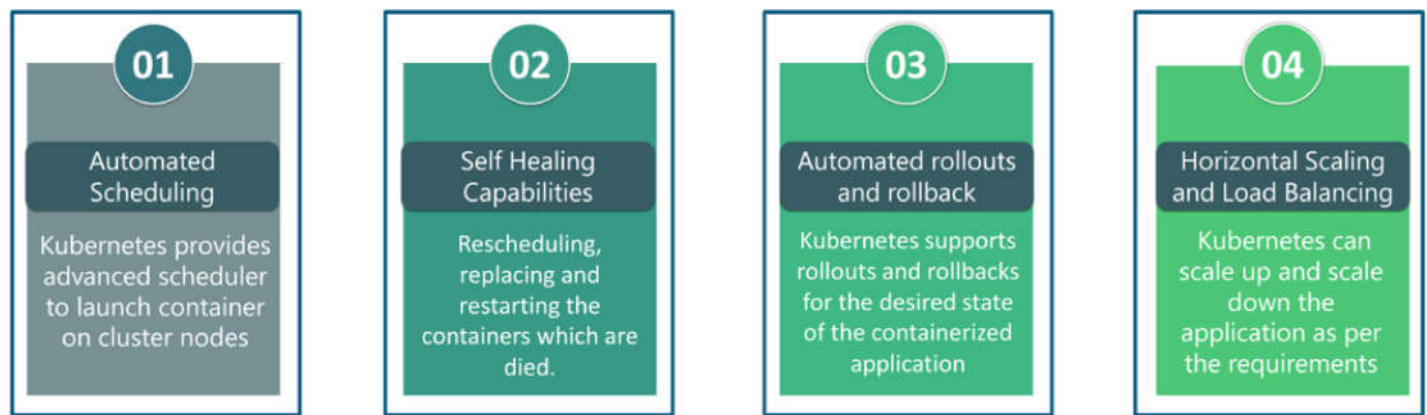 01
Automated
Scheduling
Kubernetes provides
advanced scheduler
to launch container
on cluster nodes
02
Self Healing
Capabilities
Rescheduling,
replacing and
restarting the
containers which are
died.
03
Automated rollouts
and rollback
Kubernetes supports
rollouts and rollbacks
for the desired state
of the containerized
application
04
Horizontal Scaling
and Load Balancing
Kubernetes can
scale up and scale
down the
application as per
the requirements